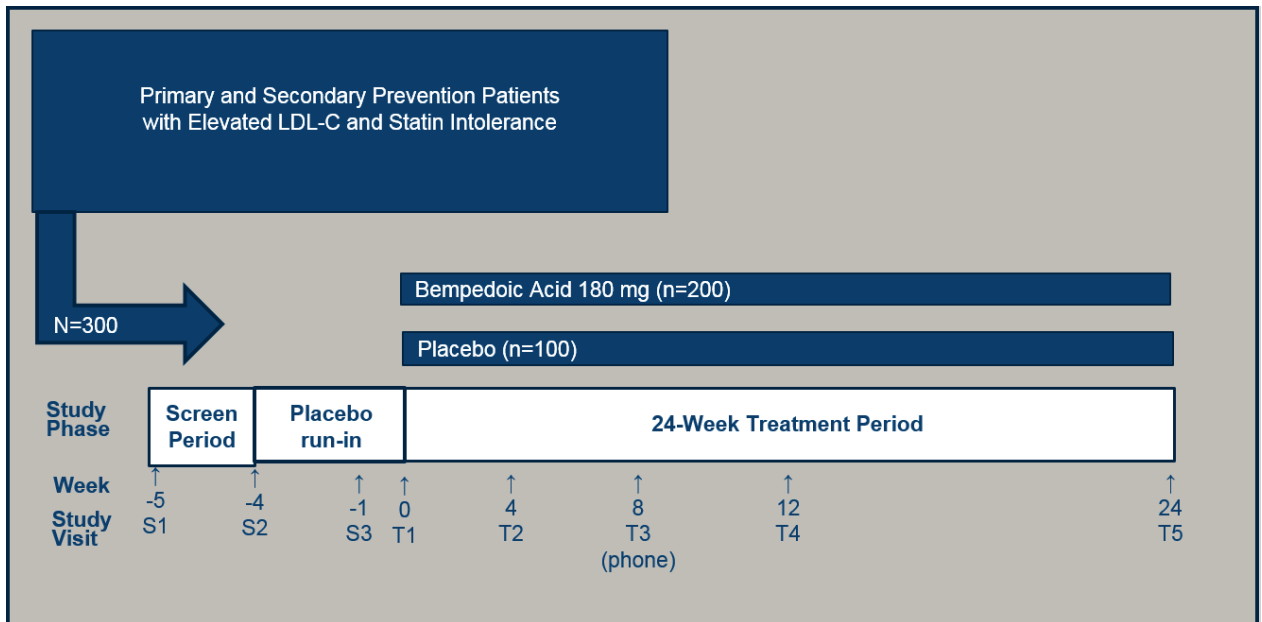 Primary and Secondary Prevention Patients
with Elevated LDL-C and Statin Intolerance
Bempedoic Acid 180 mg (n=200)
N=300
Placebo (n=100)
Study
Phase
Screen
Period
Placebo
run-in
24-Week Treatment Period
Week
↑ ↑ ↑ ↑ ↑ ↑ ↑ ↑
-5 -4 -1 0 4 8 12 24
Study
Visit
S1 S2 S3 T1 T2 T3 T4 T5
(phone)